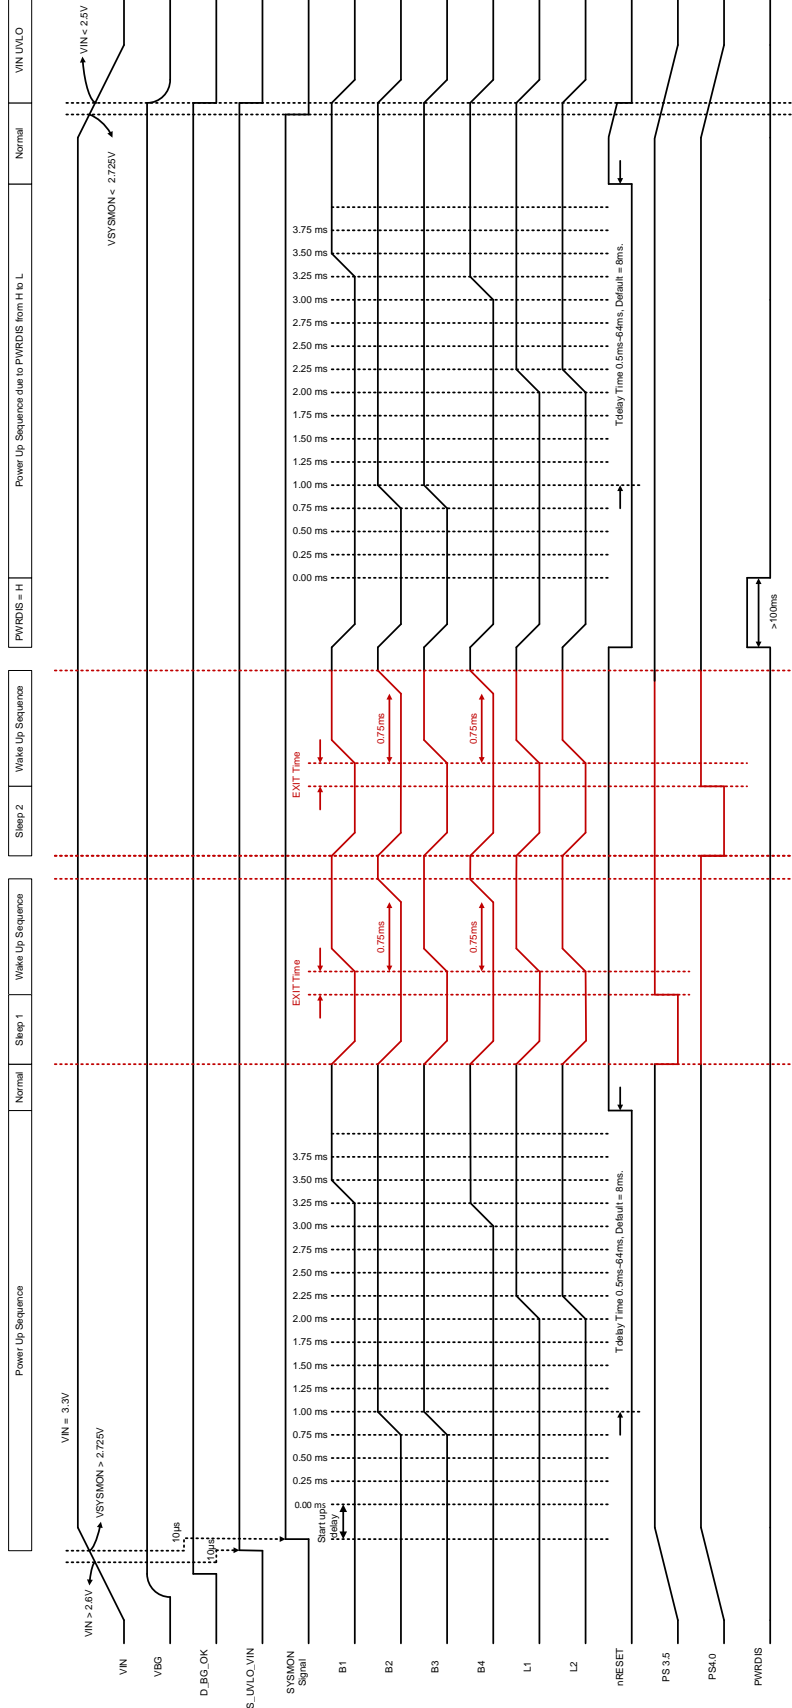 Power Up Sequence
Normal
Sleep 1
Wake Up Sequence
Sleep 2
Wake Up Sequence
PWRDIS = H
Power Up Sequence due to PWRDIS from H to L
Normal
VIN UVLO
VIN = 3.3V
VIN > 2.6V
VSYSMON > 2.725V
VSYSMON < 2.725V
VIN < 2.5V
VIN
VBG
D_BG_OK
S_UVLO_VIN
SYSMON
Signal
B1
B2
B3
B4
L1
L2
nRESET
PS3.5
PS4.0
PWRDIS
10µs
10µs
Start up
delay
0.00 ms
0.25 ms
0.50 ms
0.75 ms
1.00 ms
1.25 ms
1.50 ms
1.75 ms
2.00 ms
2.25 ms
2.50 ms
2.75 ms
3.00 ms
3.25 ms
3.50 ms
3.75 ms
Tdelay Time 0.5ms~64ms, Default = 8ms.
EXIT Time
0.75ms
0.75ms
EXIT Time
0.75ms
0.75ms
>100ms
0.00 ms
0.25 ms
0.50 ms
0.75 ms
1.00 ms
1.25 ms
1.50 ms
1.75 ms
2.00 ms
2.25 ms
2.50 ms
2.75 ms
3.00 ms
3.25 ms
3.50 ms
3.75 ms
Tdelay Time 0.5ms~64ms, Default = 8ms.